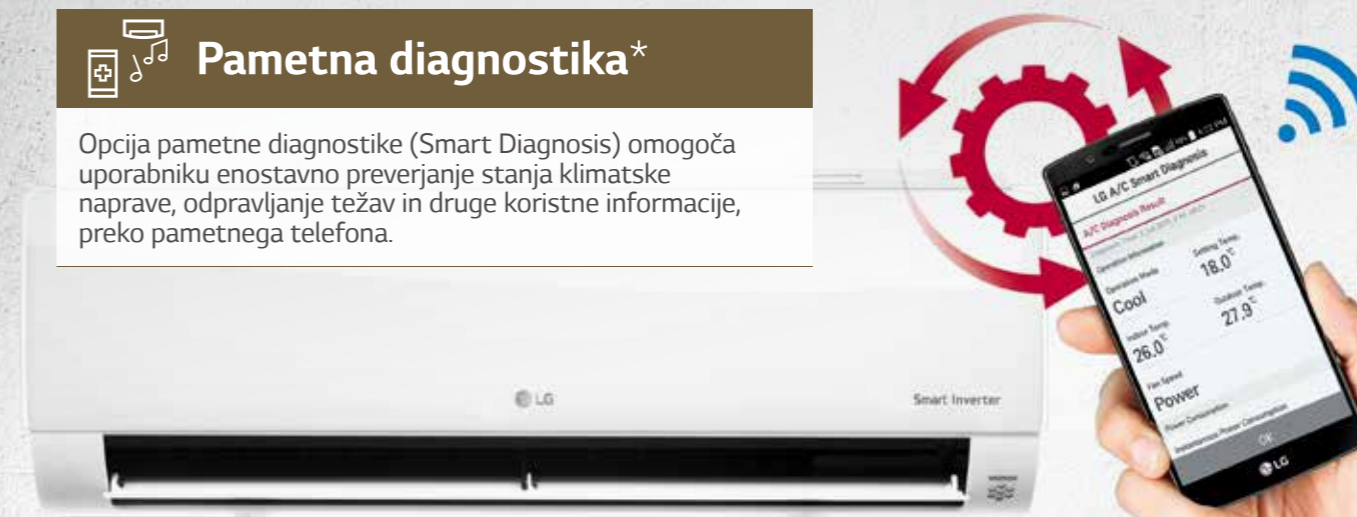 Pametna diagnostika*
Opcija pametne diagnostike (Smart Diagnosis) omogoča
uporabniku enostavno preverjanje stanja klimatske
naprave, odpravljanje težav in druge koristne informacije,
preko pametnega telefona.
LG
Smart Inverter
LG A/C Smart Diagnosis
A/C Diagnosis Result
Operation Information
Operation Mode Setting Temp.
Cool 18.0℃
Indoor Temp. Outdoor Temp.
26.0℃ 27.9℃
Fan Speed
Power
Power Consumption
Instantaneous Power Consumption
OK
LG